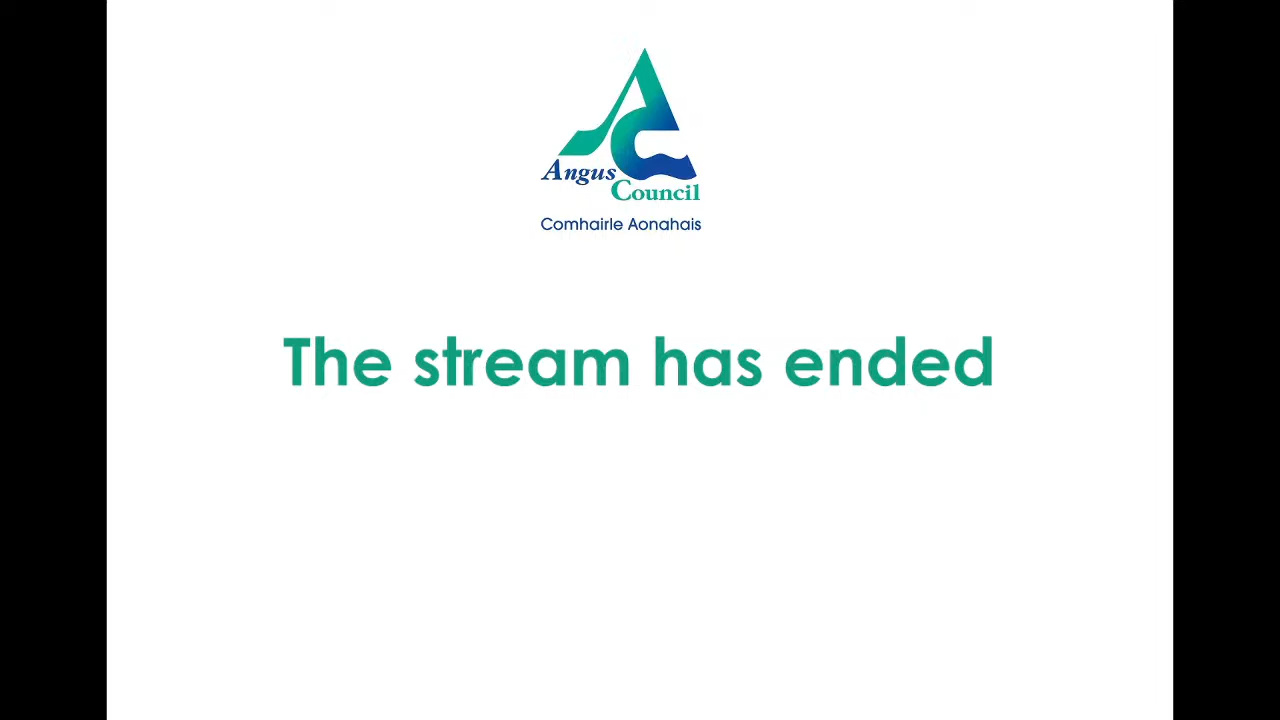 Angus
Council
Comhairle Aonahais
The stream has ended